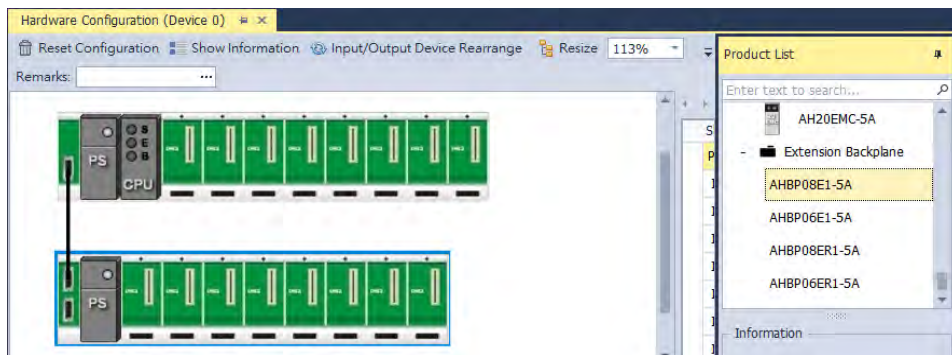 Hardware Configuration (Device 0)
Reset Configuration Show Information Input/Output Device Rearrange Resize 113%
Remarks: ...
PS
S
E
B
CPU
PS
Product List
Enter text to search...
AH20EMC-5A
- Extension Backplane
AHBP08E1-5A
AHBP06E1-5A
AHBP08ER1-5A
AHBP06ER1-5A
Information